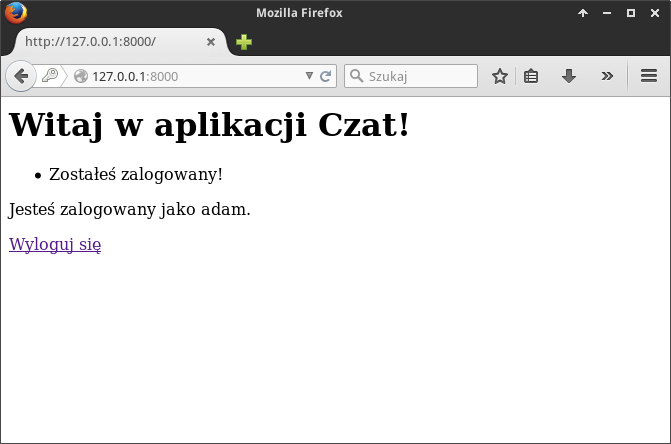 Mozilla Firefox
http://127.0.0.1:8000/
127.0.0.1:8000
Szukaj
Witaj w aplikacji Czat!
Zostałeś zalogowany!
Jesteś zalogowany jako adam.
Wyloguj się